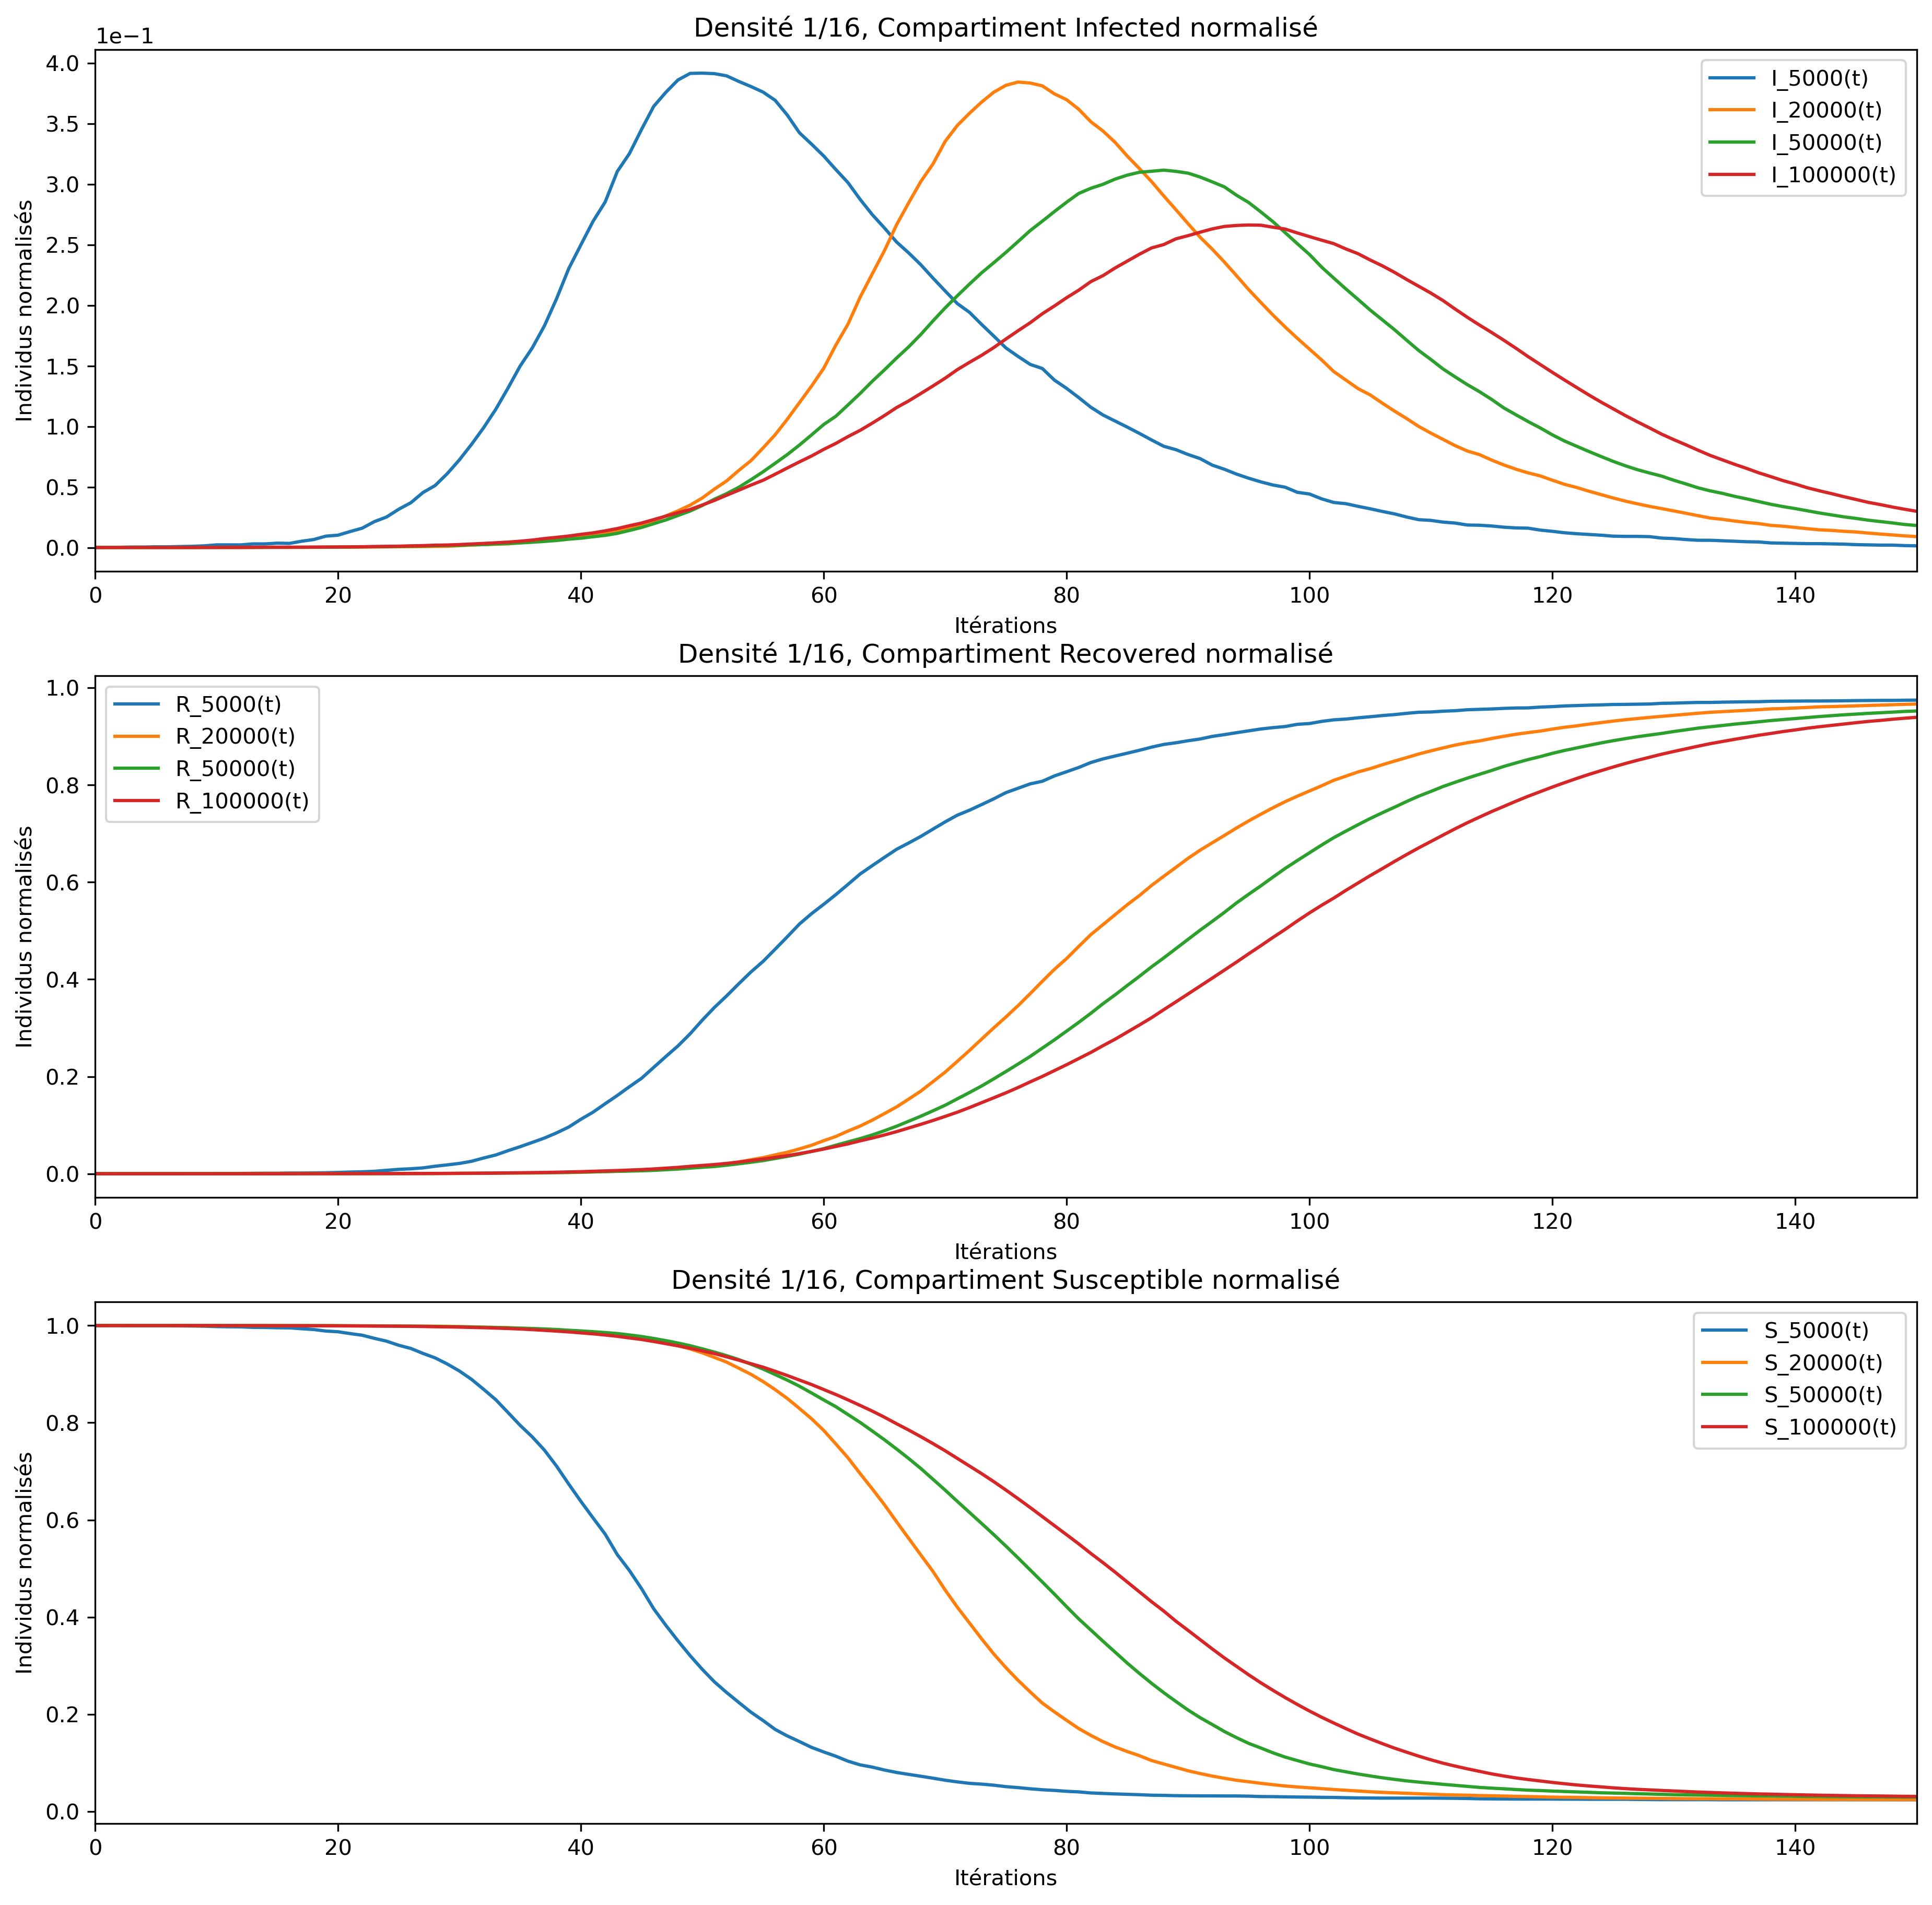 Densité 1/16, Compartiment Infected normalisé
1e−1
4.0
3.5
3.0
2.5
2.0
1.5
1.0
0.5
0.0
Individus normalisés
I_5000(t)
I_20000(t)
I_50000(t)
I_100000(t)
0 20 40 60 80 100 120 140
Itérations
Densité 1/16, Compartiment Recovered normalisé
1.0
0.8
0.6
0.4
0.2
0.0
Individus normalisés
R_5000(t)
R_20000(t)
R_50000(t)
R_100000(t)
0 20 40 60 80 100 120 140
Itérations
Densité 1/16, Compartiment Susceptible normalisé
1.0
0.8
0.6
0.4
0.2
0.0
Individus normalisés
S_5000(t)
S_20000(t)
S_50000(t)
S_100000(t)
0 20 40 60 80 100 120 140
Itérations